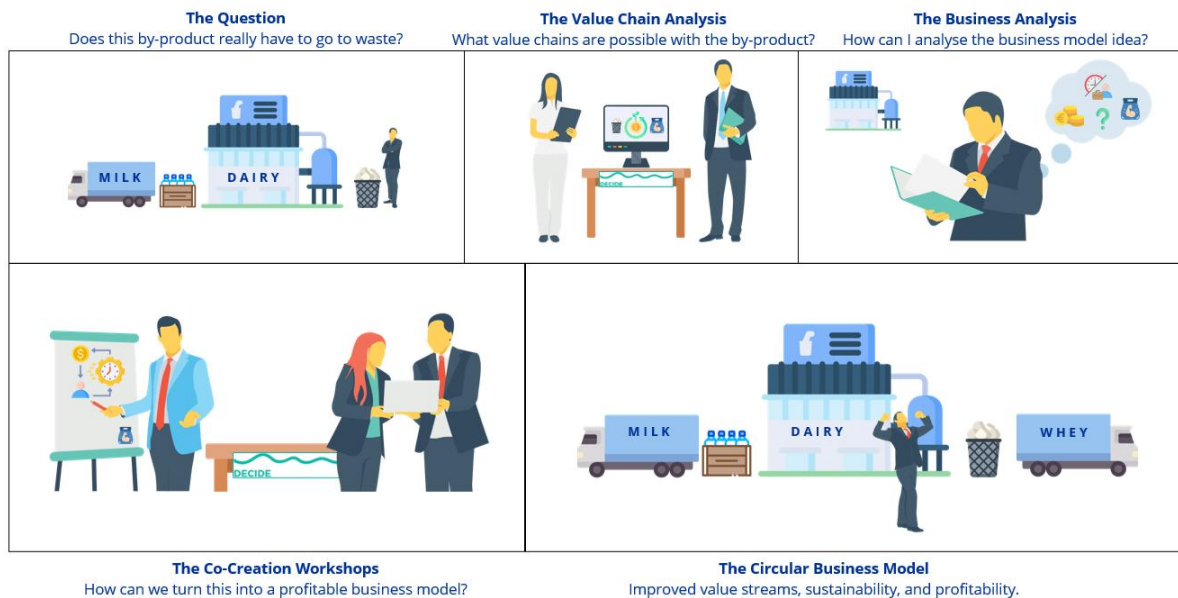 The Question
Does this by-product really have to go to waste?
The Value Chain Analysis
What value chains are possible with the by-product?
The Business Analysis
How can I analyse the business model idea?
MILK
DAIRY
DECIDE
?
DECIDE
MILK
DAIRY
WHEY
The Co-Creation Workshops
How can we turn this into a profitable business model?
The Circular Business Model
Improved value streams, sustainability, and profitability.